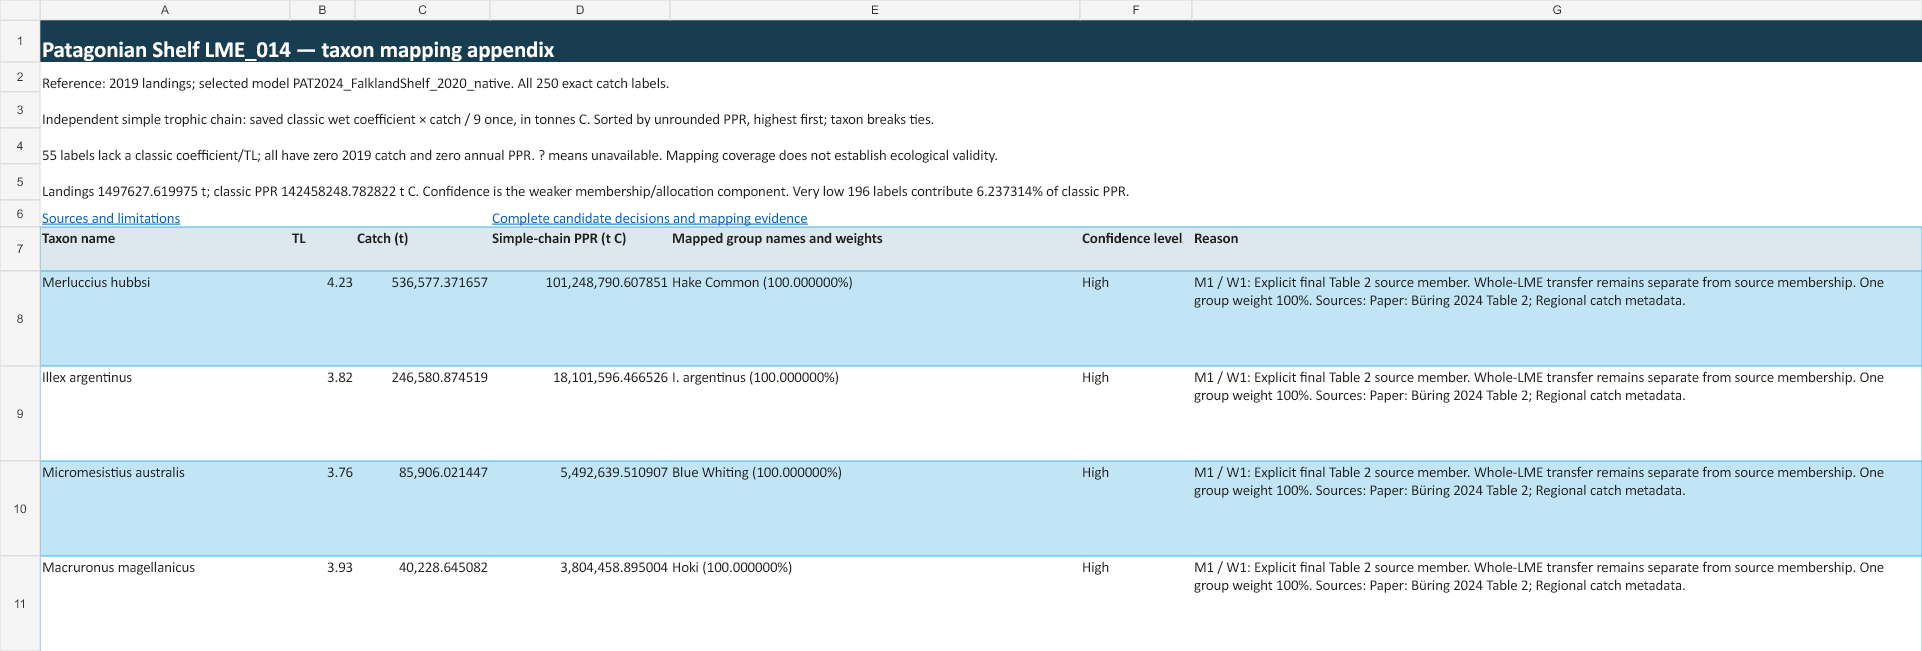 A B C D E F G
1 Patagonian Shelf LME_014 — taxon mapping appendix
2 Reference: 2019 landings; selected model PAT2024_FalklandShelf_2020_native. All 250 exact catch labels.
3 Independent simple trophic chain: saved classic wet coefficient × catch / 9 once, in tonnes C. Sorted by unrounded PPR, highest first; taxon breaks ties.
4 55 labels lack a classic coefficient/TL; all have zero 2019 catch and zero annual PPR. ? means unavailable. Mapping coverage does not establish ecological validity.
5 Landings 1497627.619975 t; classic PPR 142458248.782822 t C. Confidence is the weaker membership/allocation component. Very low 196 labels contribute 6.237314% of classic PPR.
6 Sources and limitations Complete candidate decisions and mapping evidence
7 Taxon name TL Catch (t) Simple-chain PPR (t C) Mapped group names and weights Confidence level Reason
8 Merluccius hubbsi 4.23 536,577.371657 101,248,790.607851 Hake Common (100.000000%) High M1 / W1: Explicit final Table 2 source member. Whole-LME transfer remains separate from source membership. One
group weight 100%. Sources: Paper: Büring 2024 Table 2; Regional catch metadata.
9 Illex argentinus 3.82 246,580.874519 18,101,596.466526 I. argentinus (100.000000%) High M1 / W1: Explicit final Table 2 source member. Whole-LME transfer remains separate from source membership. One
group weight 100%. Sources: Paper: Büring 2024 Table 2; Regional catch metadata.
10 Micromesistius australis 3.76 85,906.021447 5,492,639.510907 Blue Whiting (100.000000%) High M1 / W1: Explicit final Table 2 source member. Whole-LME transfer remains separate from source membership. One
group weight 100%. Sources: Paper: Büring 2024 Table 2; Regional catch metadata.
11 Macruronus magellanicus 3.93 40,228.645082 3,804,458.895004 Hoki (100.000000%) High M1 / W1: Explicit final Table 2 source member. Whole-LME transfer remains separate from source membership. One
group weight 100%. Sources: Paper: Büring 2024 Table 2; Regional catch metadata.